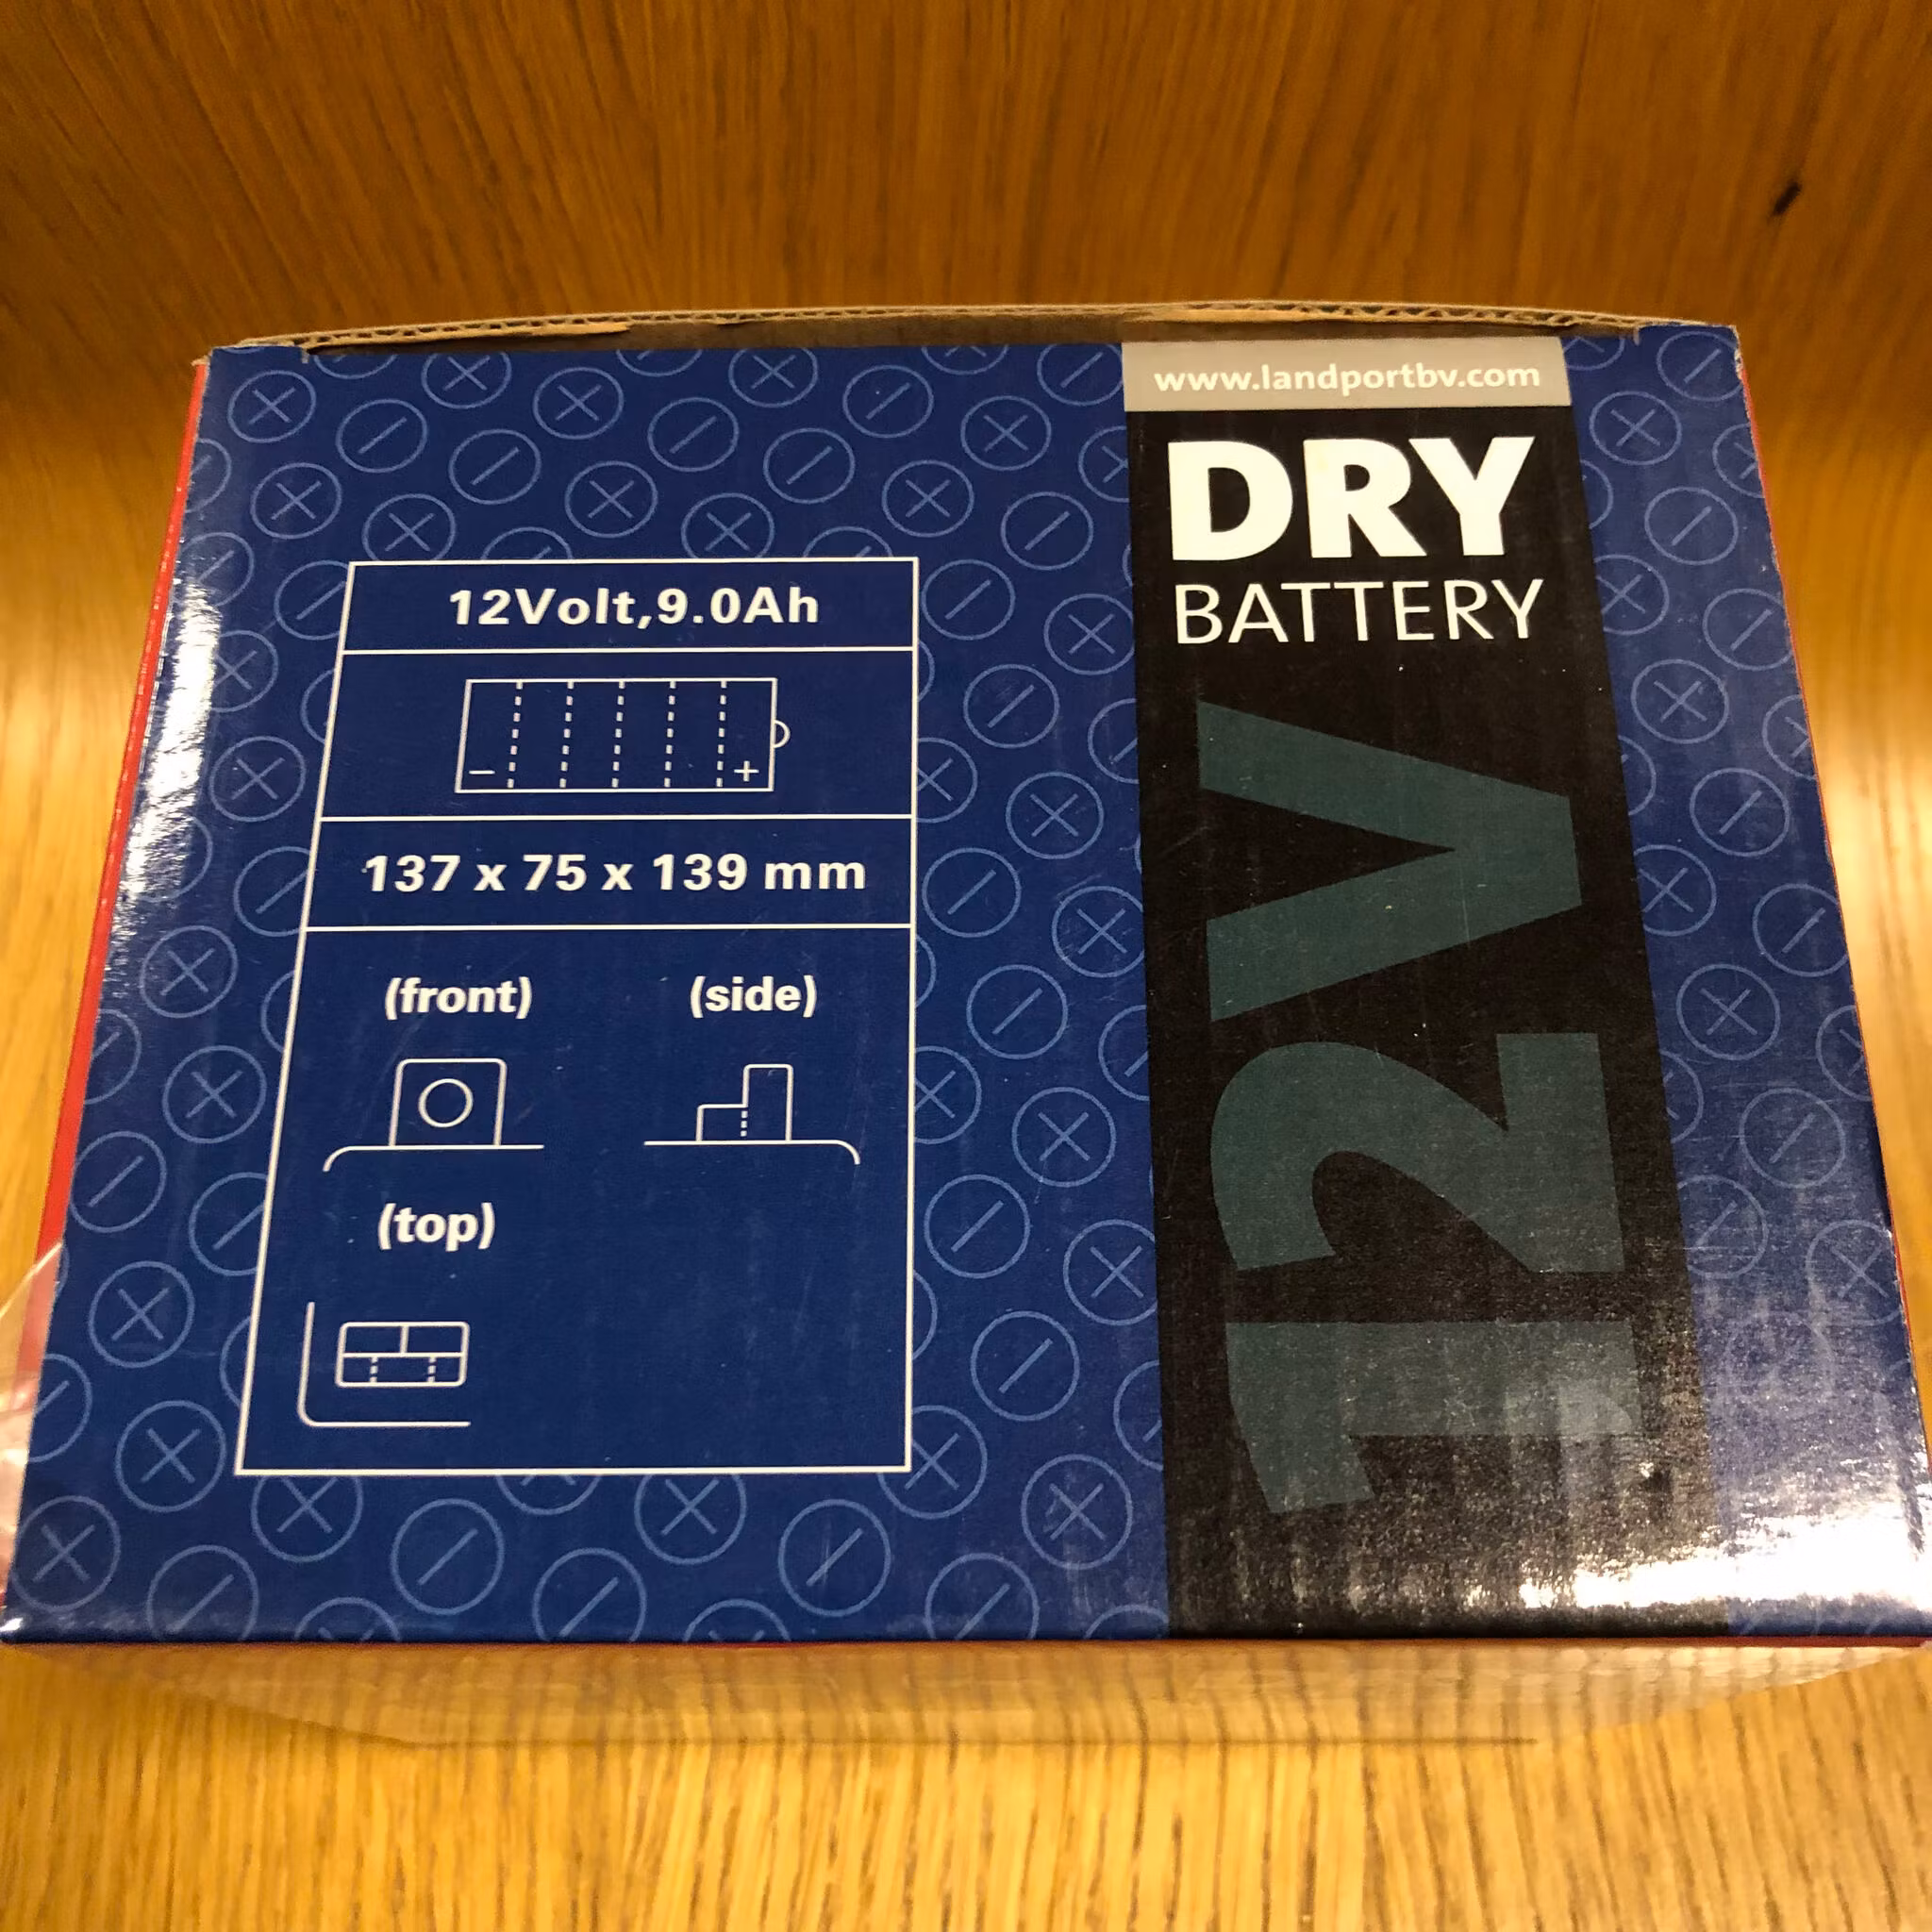 www.landportbv.com
DRY
BATTERY
12V
12Volt,9.0Ah
- +
137 x 75 x 139 mm
(front) (side)
(top)